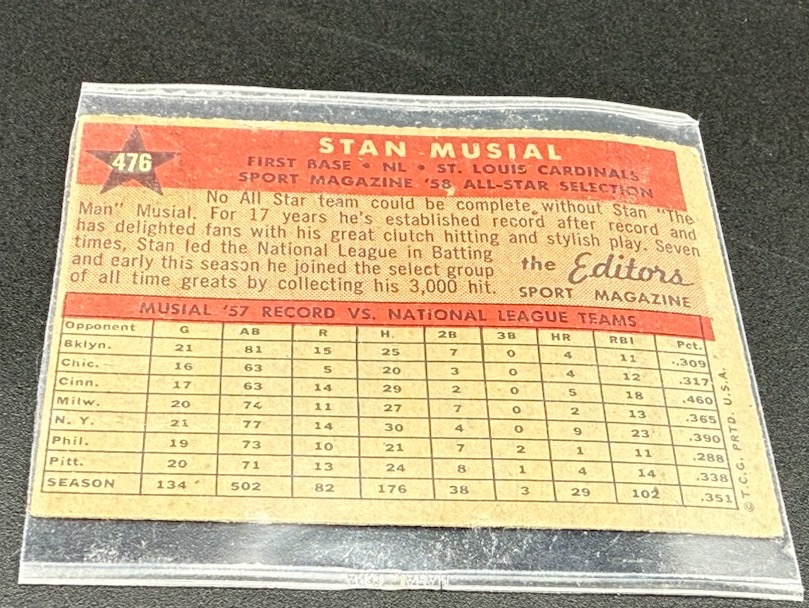 476
STAN MUSIAL
FIRST BASE • NL • ST. LOUIS CARDINALS
SPORT MAGAZINE '58 ALL-STAR SELECTION
No All Star team could be complete without Stan "The
Man" Musial. For 17 years he's established record after record and
has delighted fans with his great clutch hitting and stylish play. Seven
times, Stan led the National League in Batting
and early this season he joined the select group
of all time greats by collecting his 3,000 hit.
the Editors
SPORT MAGAZINE
MUSIAL '57 RECORD VS. NATIONAL LEAGUE TEAMS
Opponent G AB R H. 2B 3B HR RBI Pct.
Bklyn. 21 81 15 25 7 0 4 11 .309
Chic. 16 63 5 20 3 0 4 12 .317
Cinn. 17 63 14 29 2 0 5 18 .460
Milw. 20 74 11 27 7 0 2 13 .365
N. Y. 21 77 14 30 4 0 9 23 .390
Phil. 19 73 10 21 7 2 1 11 .288
Pitt. 20 71 13 24 8 1 4 14 .338
SEASON 134 502 82 176 38 3 29 102 .351
© T.C.G. PRTD. U.S.A.